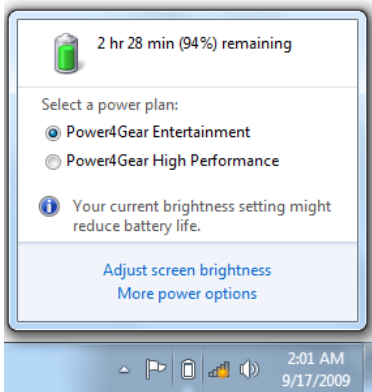 2 hr 28 min (94%) remaining
Select a power plan:
Power4Gear Entertainment
Power4Gear High Performance
Your current brightness setting might
reduce battery life.
Adjust screen brightness
More power options
2:01 AM
9/17/2009